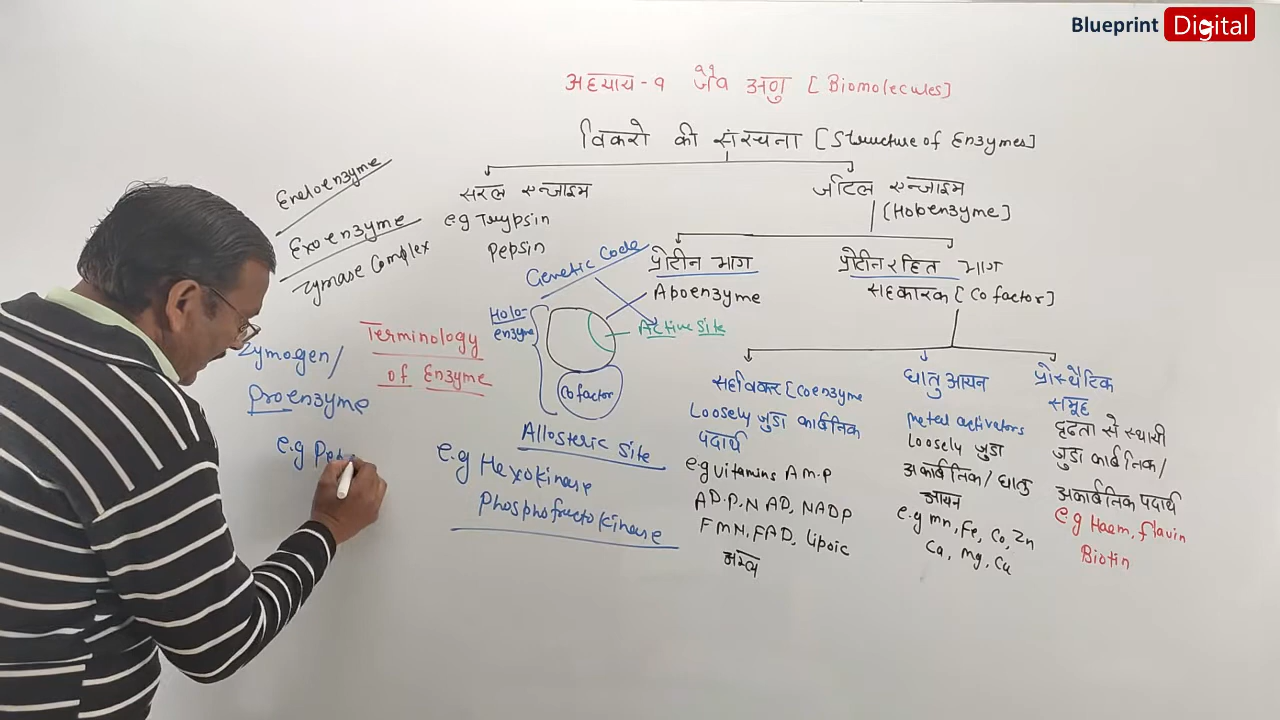 Blueprint Digital
अध्याय-9 जैव अणु [Biomolecules]
विकरो की संरचना [Structure of Enzymes]
Endoenzyme
Exoenzyme
Zymase Complex
सरल एन्जाइम
e.g Trypsin
Pepsin
जटिल एन्जाइम
[Holoenzyme]
Genetic Code
प्रोटीन भाग
Apoenzyme
प्रोटीन रहित भाग
सहकारक [Cofactor]
Holo-
enzyme
Active Site
Cofactor
Terminology
of Enzyme
Zymogen/
Proenzyme
e.g Pep
Allosteric Site
e.g Hexokinase
Phosphofructokinase
सहविकर [Coenzyme
Loosely जुडा कार्बनिक
पदार्थ
e.g vitamins A M.P
AD.P, NAD, NADP
FMN, FAD, Lipoic
अम्ल
धातु आयन
metal activators
Loosely जुडा
अकार्बनिक/धातु
आयन
e.g mn, Fe, Co, Zn
Ca, Mg, Cu
प्रोस्थेटिक
समूह
दृढता से स्थायी
जुडा कार्बनिक/
अकार्बनिक पदार्थ
e.g Haem, flavin
Biotin